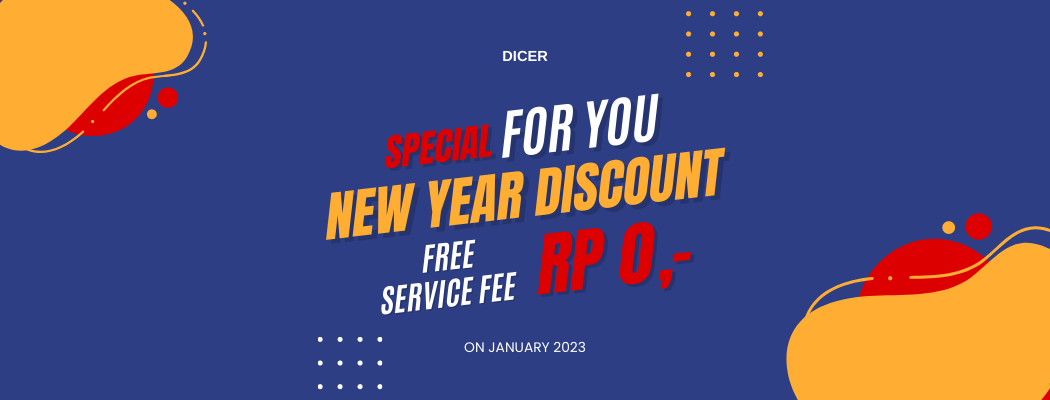 DICER
SPECIAL FOR YOU
NEW YEAR DISCOUNT
FREE
SERVICE FEE
RP 0,-
ON JANUARY 2023